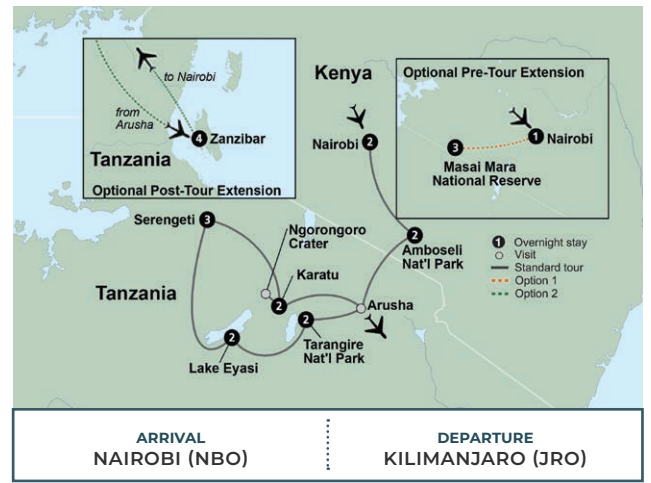 to Nairobi
from
Arusha
4
Zanzibar
Tanzania
Optional Post-Tour Extension
Kenya
2
Nairobi
Optional Pre-Tour Extension
1
Nairobi
3
Masai Mara
National Reserve
Serengeti
3
Ngorongoro
Crater
2
Amboseli
Nat'l Park
1 Overnight stay
Visit
Standard tour
Option 1
Option 2
Tanzania
Karatu
2
Arusha
2
Tarangire
Nat'l Park
2
Lake Eyasi
ARRIVAL
NAIROBI (NBO)
DEPARTURE
KILIMANJARO (JRO)